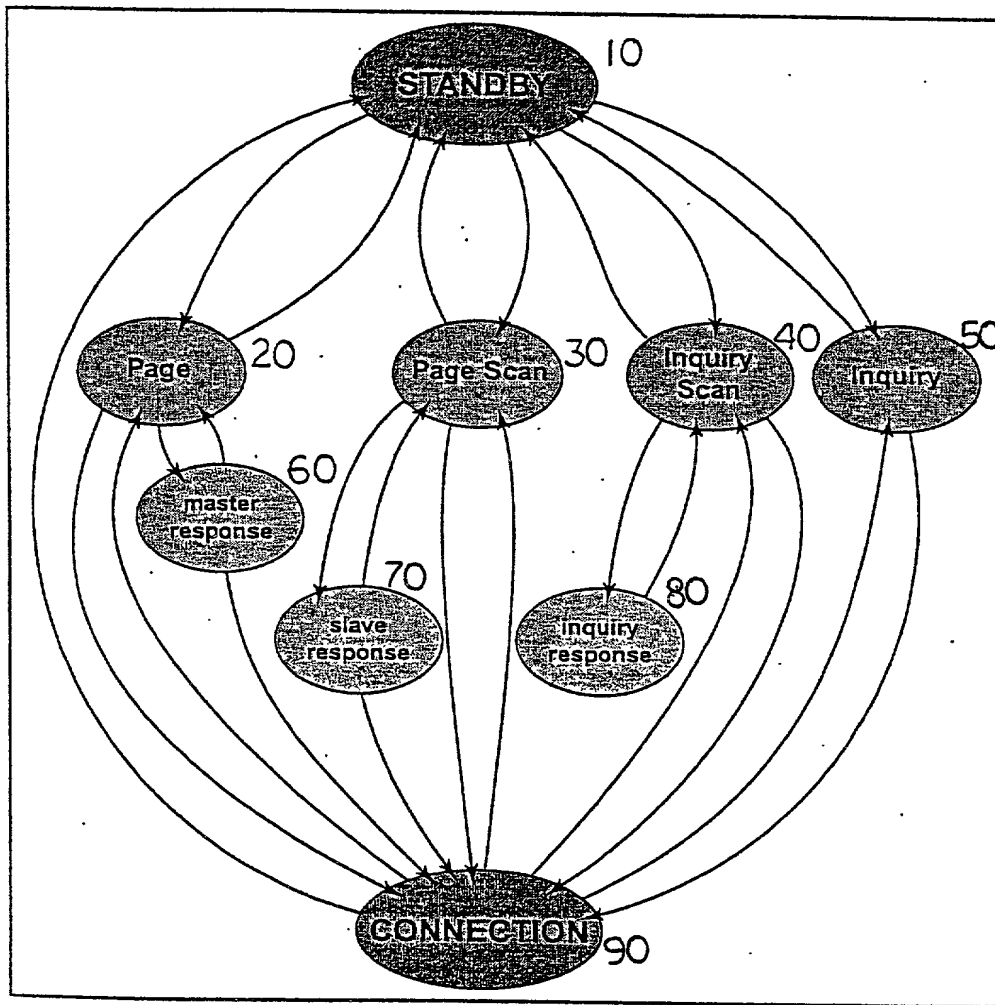 STANDBY
10
Page
20
Page Scan
30
Inquiry
Scan
40
Inquiry
50
master
response
60
slave
response
70
inquiry
response
80
CONNECTION
90